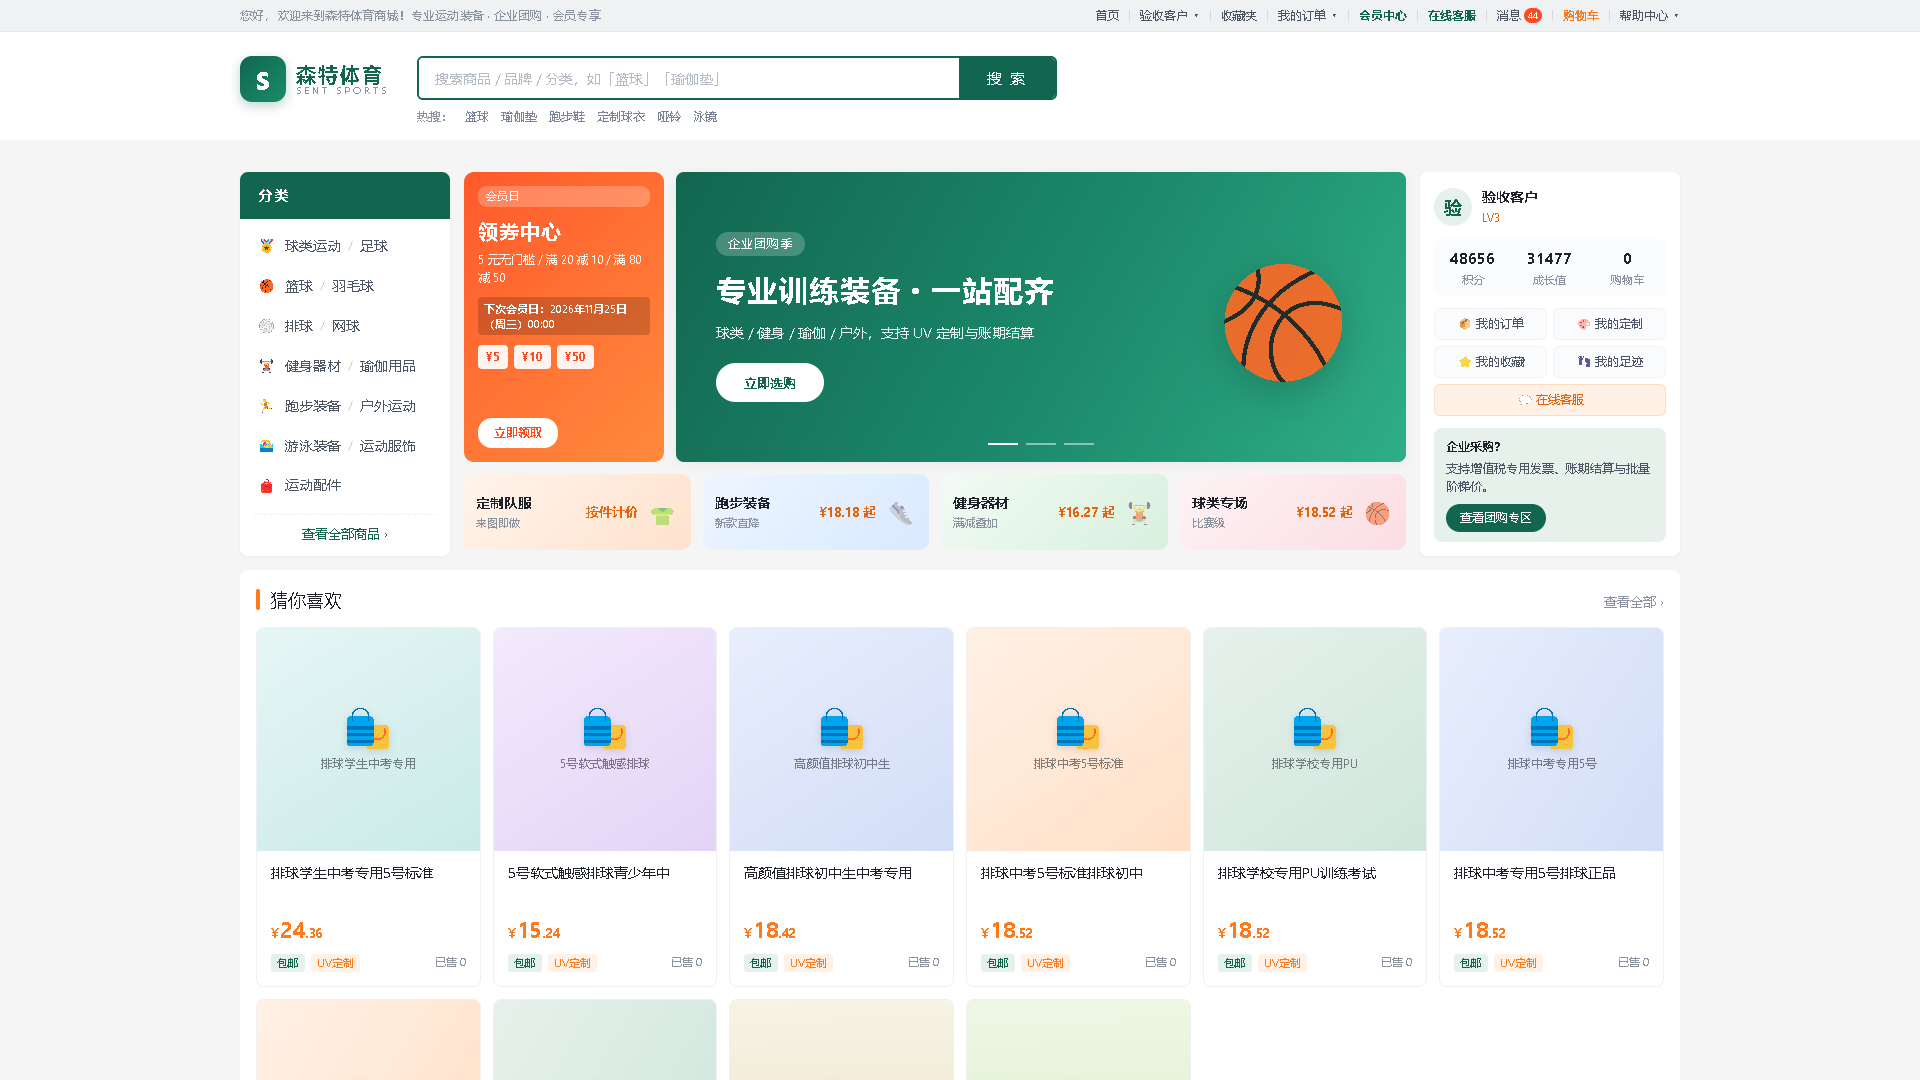 您好，欢迎来到森特体育商城！专业运动装备 · 企业团购 · 会员专享
首页 验收客户 ▾ 收藏夹 我的订单 ▾ 会员中心 在线客服 消息 44 购物车 帮助中心 ▾
S 森特体育
SENT SPORTS
搜索商品 / 品牌 / 分类，如「篮球」「瑜伽垫」 搜 索
热搜： 篮球 瑜伽垫 跑步鞋 定制球衣 哑铃 泳镜
分类
球类运动 / 足球
篮球 / 羽毛球
排球 / 网球
健身器材 / 瑜伽用品
跑步装备 / 户外运动
游泳装备 / 运动服饰
运动配件
查看全部商品 ›
会员日
领券中心
5 元无门槛 / 满 20 减 10 / 满 80
减 50
下次会员日：2026年11月25日
（周三）00:00
¥5 ¥10 ¥50
立即领取
企业团购季
专业训练装备 · 一站配齐
球类 / 健身 / 瑜伽 / 户外，支持 UV 定制与账期结算
立即选购
定制队服
来图即做
按件计价
跑步装备
新款直降
¥18.18 起
健身器材
满减叠加
¥16.27 起
球类专场
比赛级
¥18.52 起
验 验收客户
LV3
48656 31477 0
积分 成长值 购物车
我的订单 我的定制
我的收藏 我的足迹
在线客服
企业采购?
支持增值税专用发票、账期结算与批量
阶梯价。
查看团购专区
猜你喜欢 查看全部 ›
排球学生中考专用 5号软式触感排球 高颜值排球初中生 排球中考5号标准 排球学校专用PU 排球中考专用5号
排球学生中考专用5号标准 5号软式触感排球青少年中 高颜值排球初中生中考专用 排球中考5号标准排球初中 排球学校专用PU训练考试 排球中考专用5号排球正品
¥24.36 ¥15.24 ¥18.42 ¥18.52 ¥18.52 ¥18.52
包邮 UV定制 已售 0 包邮 UV定制 已售 0 包邮 UV定制 已售 0 包邮 UV定制 已售 0 包邮 UV定制 已售 0 包邮 UV定制 已售 0